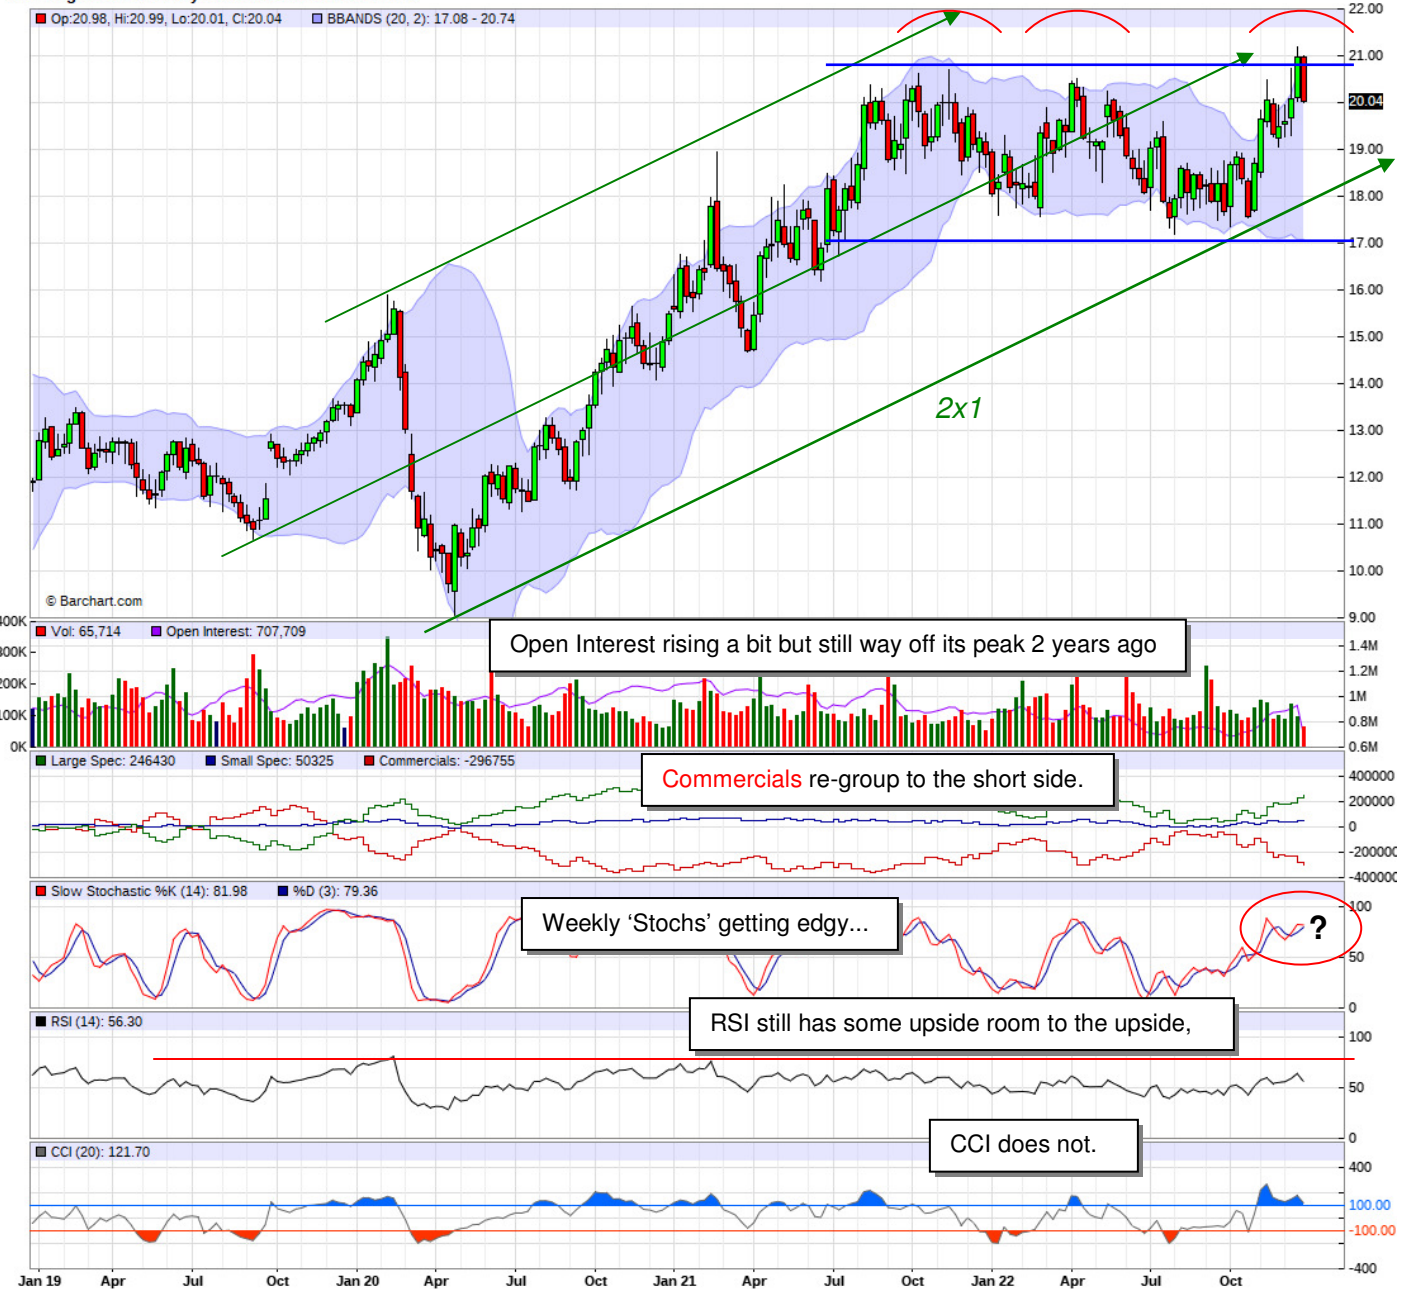 Op:20.98, Hi:20.99, Lo:20.01, Cl:20.04 BBANDS (20, 2): 17.08 - 20.74
22.00
21.00
20.04
19.00
18.00
17.00
16.00
15.00
14.00
13.00
12.00
11.00
10.00
9.00
2x1
© Barchart.com
Vol: 65,714 Open Interest: 707,709
Open Interest rising a bit but still way off its peak 2 years ago
400K
300K
200K
100K
0K
1.4M
1.2M
1M
0.8M
0.6M
Large Spec: 246430 Small Spec: 50325 Commercials: -296755
Commercials re-group to the short side.
400000
200000
0
-200000
-400000
Slow Stochastic %K (14): 81.98 %D (3): 79.36
Weekly ‘Stochs’ getting edgy...
?
100
50
0
RSI (14): 56.30
RSI still has some upside room to the upside,
100
50
0
CCI (20): 121.70
CCI does not.
400
100.00
-100.00
-400
Jan 19 Apr Jul Oct Jan 20 Apr Jul Oct Jan 21 Apr Jul Oct Jan 22 Apr Jul Oct